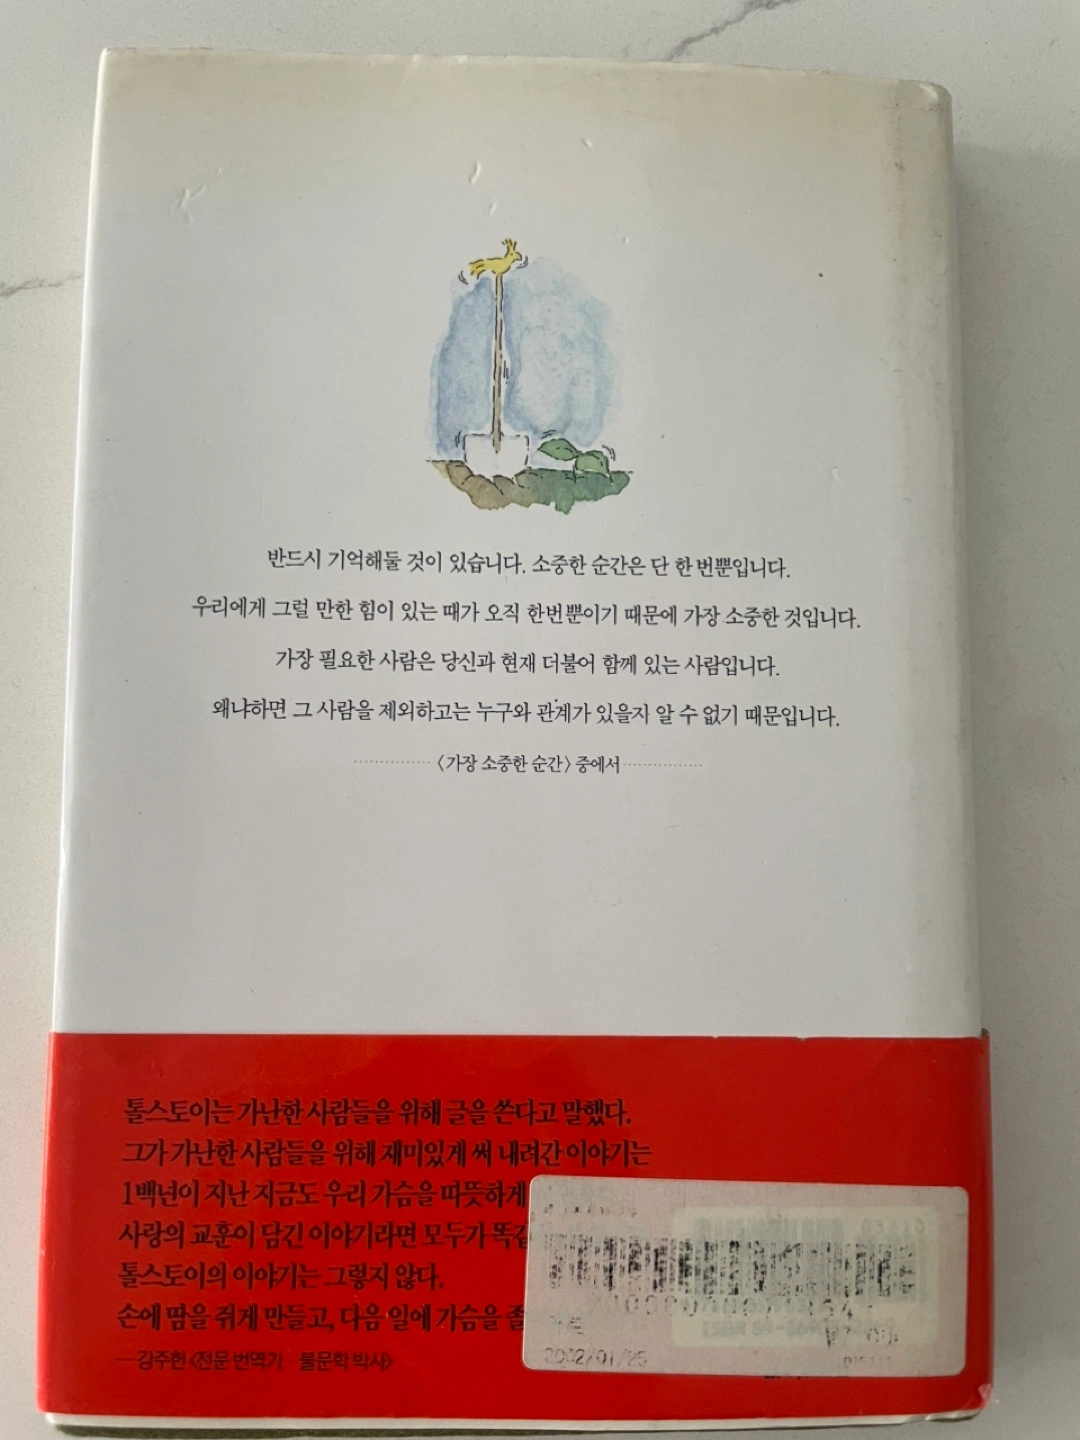 반드시 기억해둘 것이 있습니다. 소중한 순간은 단 한 번뿐입니다.
우리에게 그럴 만한 힘이 있는 때가 오직 한번뿐이기 때문에 가장 소중한 것입니다.
가장 필요한 사람은 당신과 현재 더불어 함께 있는 사람입니다.
왜냐하면 그 사람을 제외하고는 누구와 관계가 있을지 알 수 없기 때문입니다.
〈가장 소중한 순간〉 중에서
톨스토이는 가난한 사람들을 위해 글을 쓴다고 말했다.
그가 가난한 사람들을 위해 재미있게 써 내려간 이야기는
1백년이 지난 지금도 우리 가슴을 따뜻하게
사랑의 교훈이 담긴 이야기라면 모두가
톨스토이의 이야기는 그렇지 않다.
손에 땀을 쥐게 만들고, 다음 일에 가슴을
— 강주헌〈전문 번역가 불문학 박사〉
2002/01/25